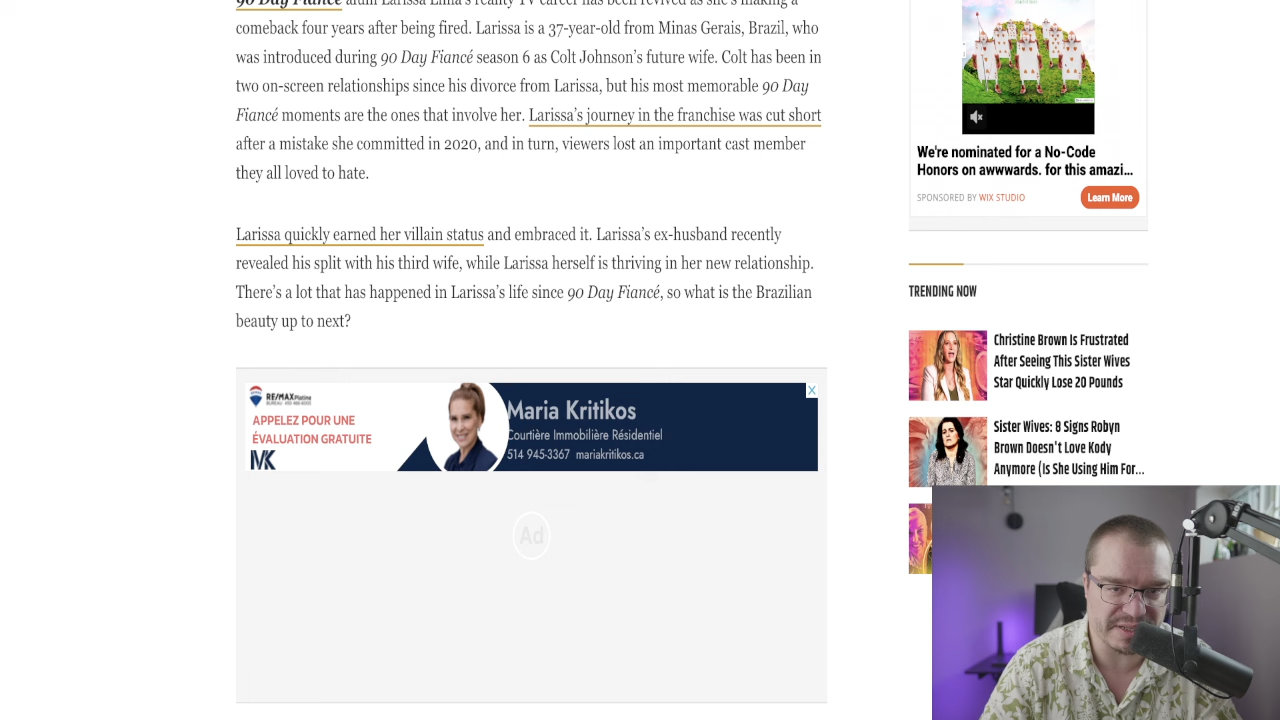 90 Day Fiancé alum Larissa Lima's reality TV career has been revived as she's making a
comeback four years after being fired. Larissa is a 37-year-old from Minas Gerais, Brazil, who
was introduced during 90 Day Fiancé season 6 as Colt Johnson's future wife. Colt has been in
two on-screen relationships since his divorce from Larissa, but his most memorable 90 Day
Fiancé moments are the ones that involve her. Larissa's journey in the franchise was cut short
after a mistake she committed in 2020, and in turn, viewers lost an important cast member
they all loved to hate.
Larissa quickly earned her villain status and embraced it. Larissa's ex-husband recently
revealed his split with his third wife, while Larissa herself is thriving in her new relationship.
There's a lot that has happened in Larissa's life since 90 Day Fiancé, so what is the Brazilian
beauty up to next?
RE/MAX Platine
APPELEZ POUR UNE
ÉVALUATION GRATUITE
MK
Maria Kritikos
Courtière Immobilière Résidentiel
514 945-3367 mariakritikos.ca
Ad
We're nominated for a No-Code
Honors on awwwards. for this amazi...
SPONSORED BY WIX STUDIO
Learn More
TRENDING NOW
Christine Brown Is Frustrated
After Seeing This Sister Wives
Star Quickly Lose 20 Pounds
Sister Wives: 8 Signs Robyn
Brown Doesn't Love Kody
Anymore (Is She Using Him For...